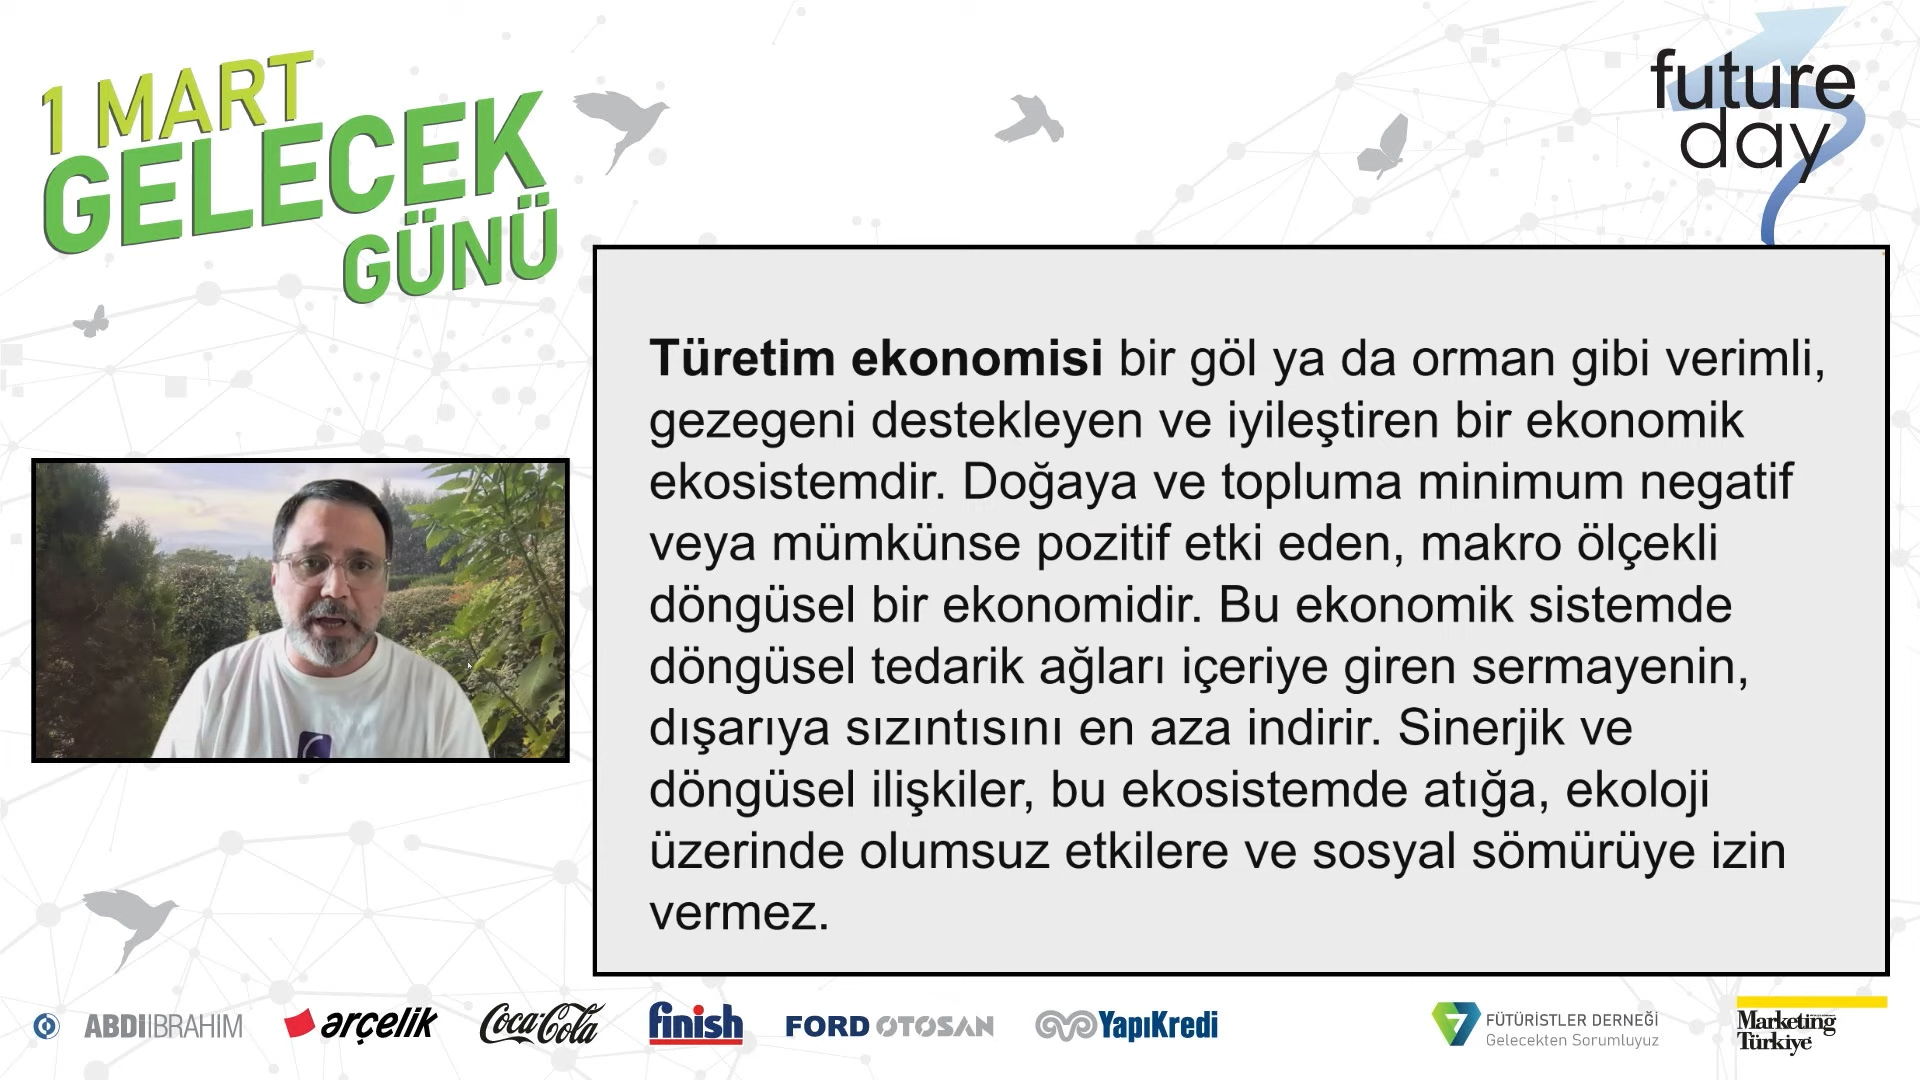 1 MART
GELECEK
GÜNÜ
future
day
Türetim ekonomisi bir göl ya da orman gibi verimli,
gezegeni destekleyen ve iyileştiren bir ekonomik
ekosistemdir. Doğaya ve topluma minimum negatif
veya mümkünse pozitif etki eden, makro ölçekli
döngüsel bir ekonomidir. Bu ekonomik sistemde
döngüsel tedarik ağları içeriye giren sermayenin,
dışarıya sızıntısını en aza indirir. Sinerjik ve
döngüsel ilişkiler, bu ekosistemde atığa, ekoloji
üzerinde olumsuz etkilere ve sosyal sömürüye izin
vermez.
ABDİİBRAHİM
arçelik
Coca-Cola
finish
FORD OTOSAN
YapıKredi
FÜTÜRİSTLER DERNEĞİ
Gelecekten Sorumluyuz
Marketing
Türkiye